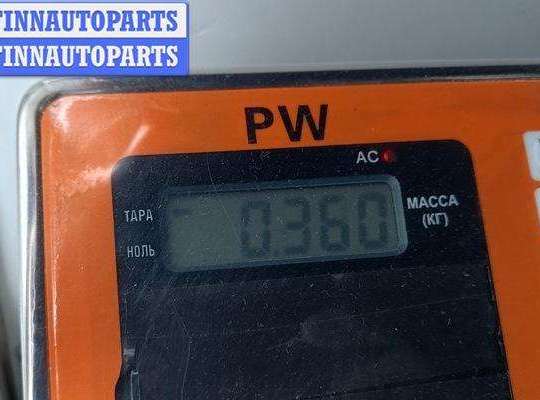 FINNAUTOPARTS
FINNAUTOPARTS
PW
AC
ТАРА
НОЛЬ
0.360
МАССА
(КГ)